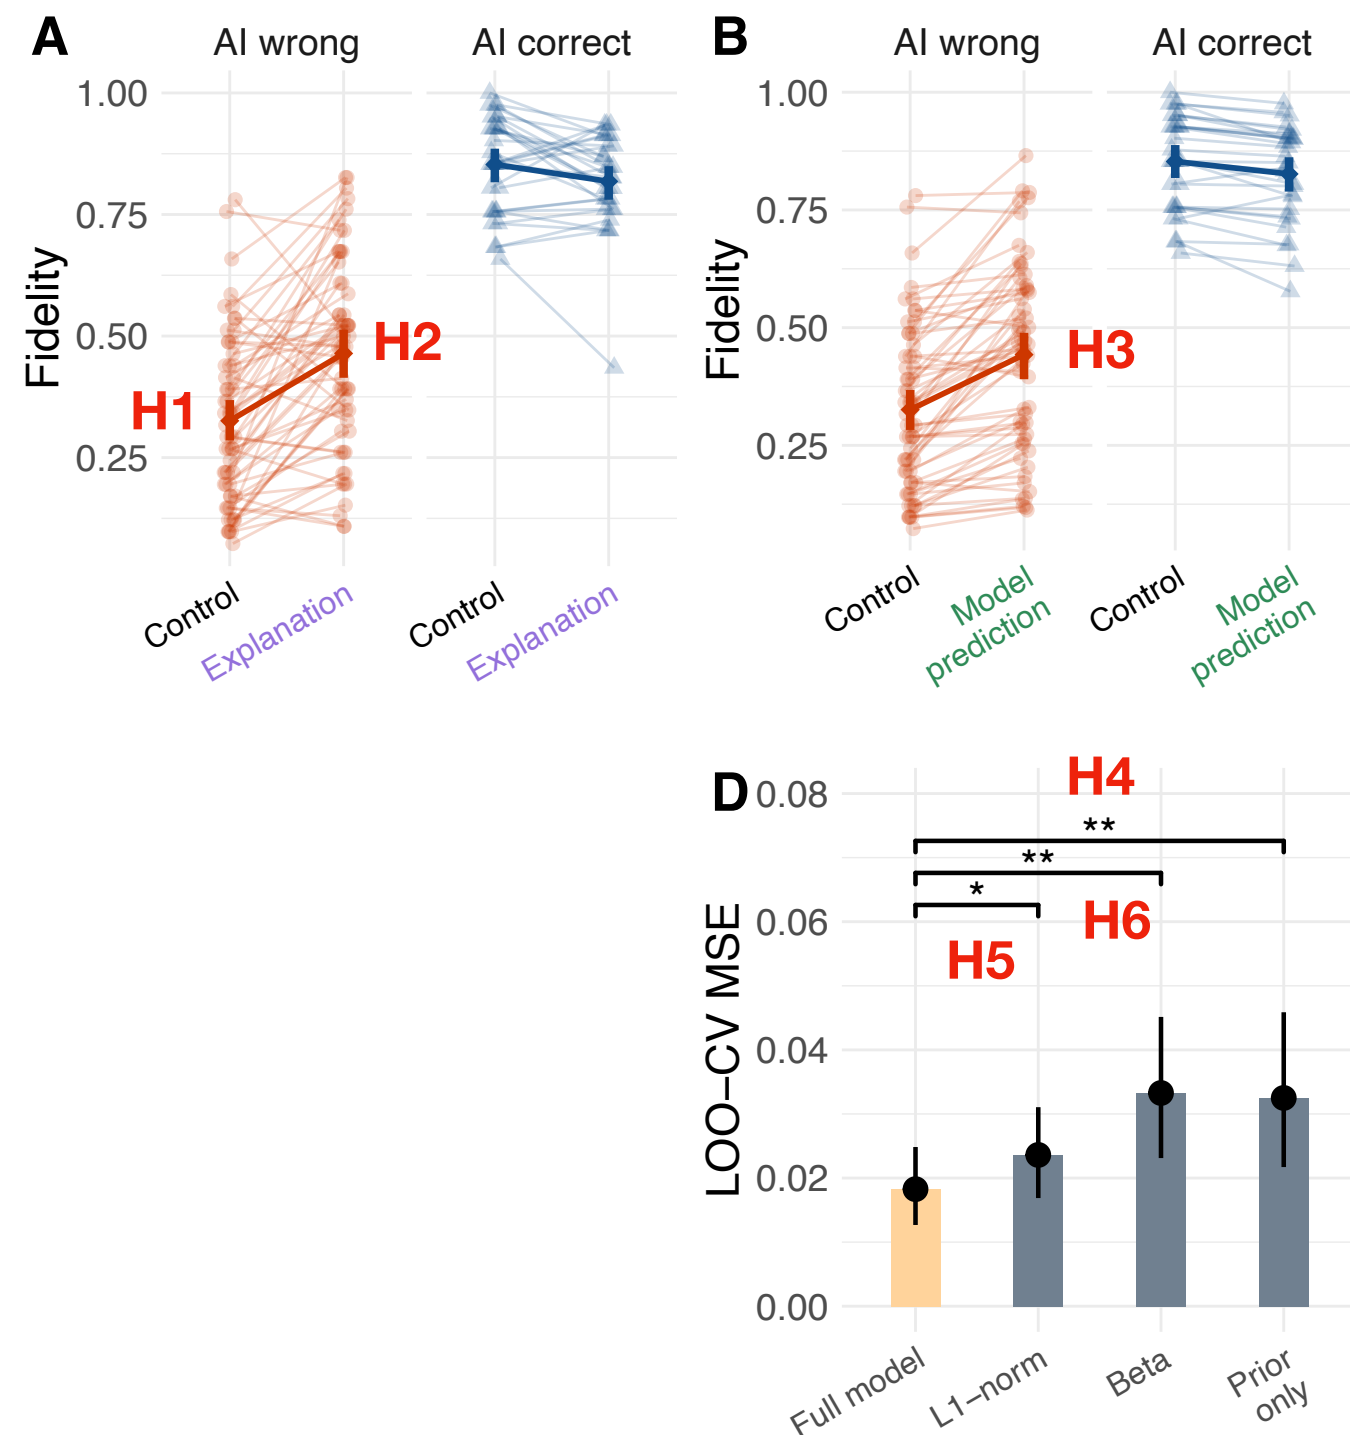 A
AI wrong
AI correct
Fidelity
1.00
0.75
0.50
0.25
H1
H2
Control
Explanation
Control
Explanation
B
AI wrong
AI correct
Fidelity
1.00
0.75
0.50
0.25
H3
Control
Model
prediction
Control
Model
prediction
D
LOO–CV MSE
0.08
0.06
0.04
0.02
0.00
H4
**
**
*
H6
H5
Full model
L1–norm
Beta
Prior
only